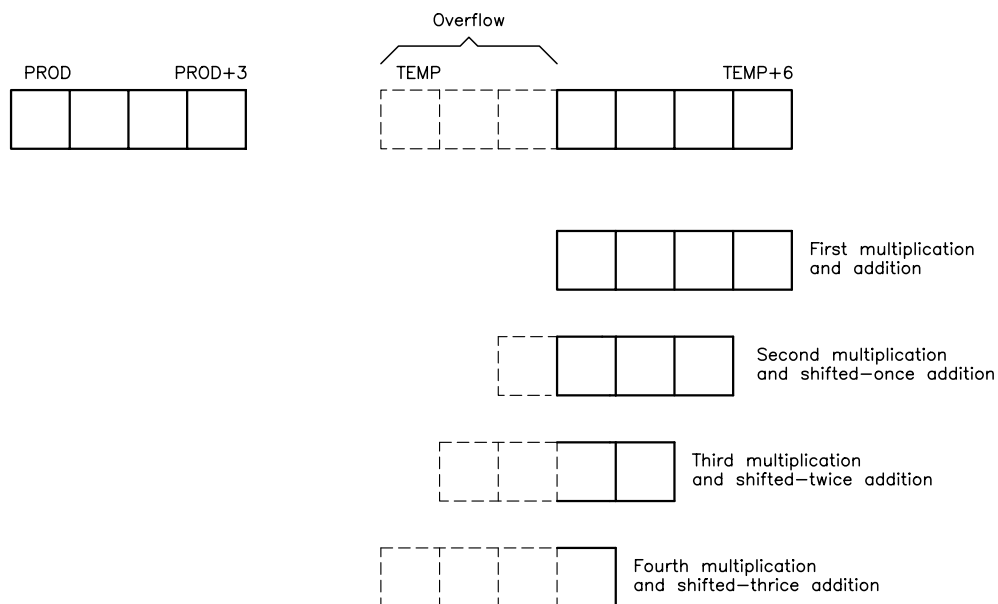 Overflow
PROD PROD+3 TEMP TEMP+6
First multiplication
and addition
Second multiplication
and shifted-once addition
Third multiplication
and shifted-twice addition
Fourth multiplication
and shifted-thrice addition